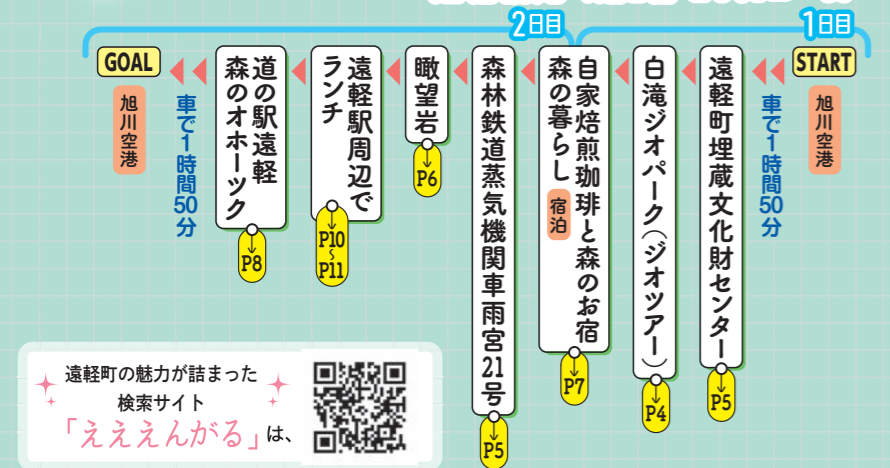 1日目
START
旭川空港
車で1時間50分
遠軽町埋蔵文化財センター
↓
P5
白滝ジオパーク(ジオツアー)
↓
P4
自家焙煎珈琲と森のお宿
森の暮らし 宿泊
↓
P7
2日目
森林鉄道蒸気機関車雨宮21号
↓
P5
瞰望岩
↓
P6
遠軽駅周辺で
ランチ
↓
P10
~
P11
道の駅遠軽
森のオホーツク
↓
P8
車で1時間50分
GOAL
旭川空港
遠軽町の魅力が詰まった
検索サイト
「えええんがる」は、